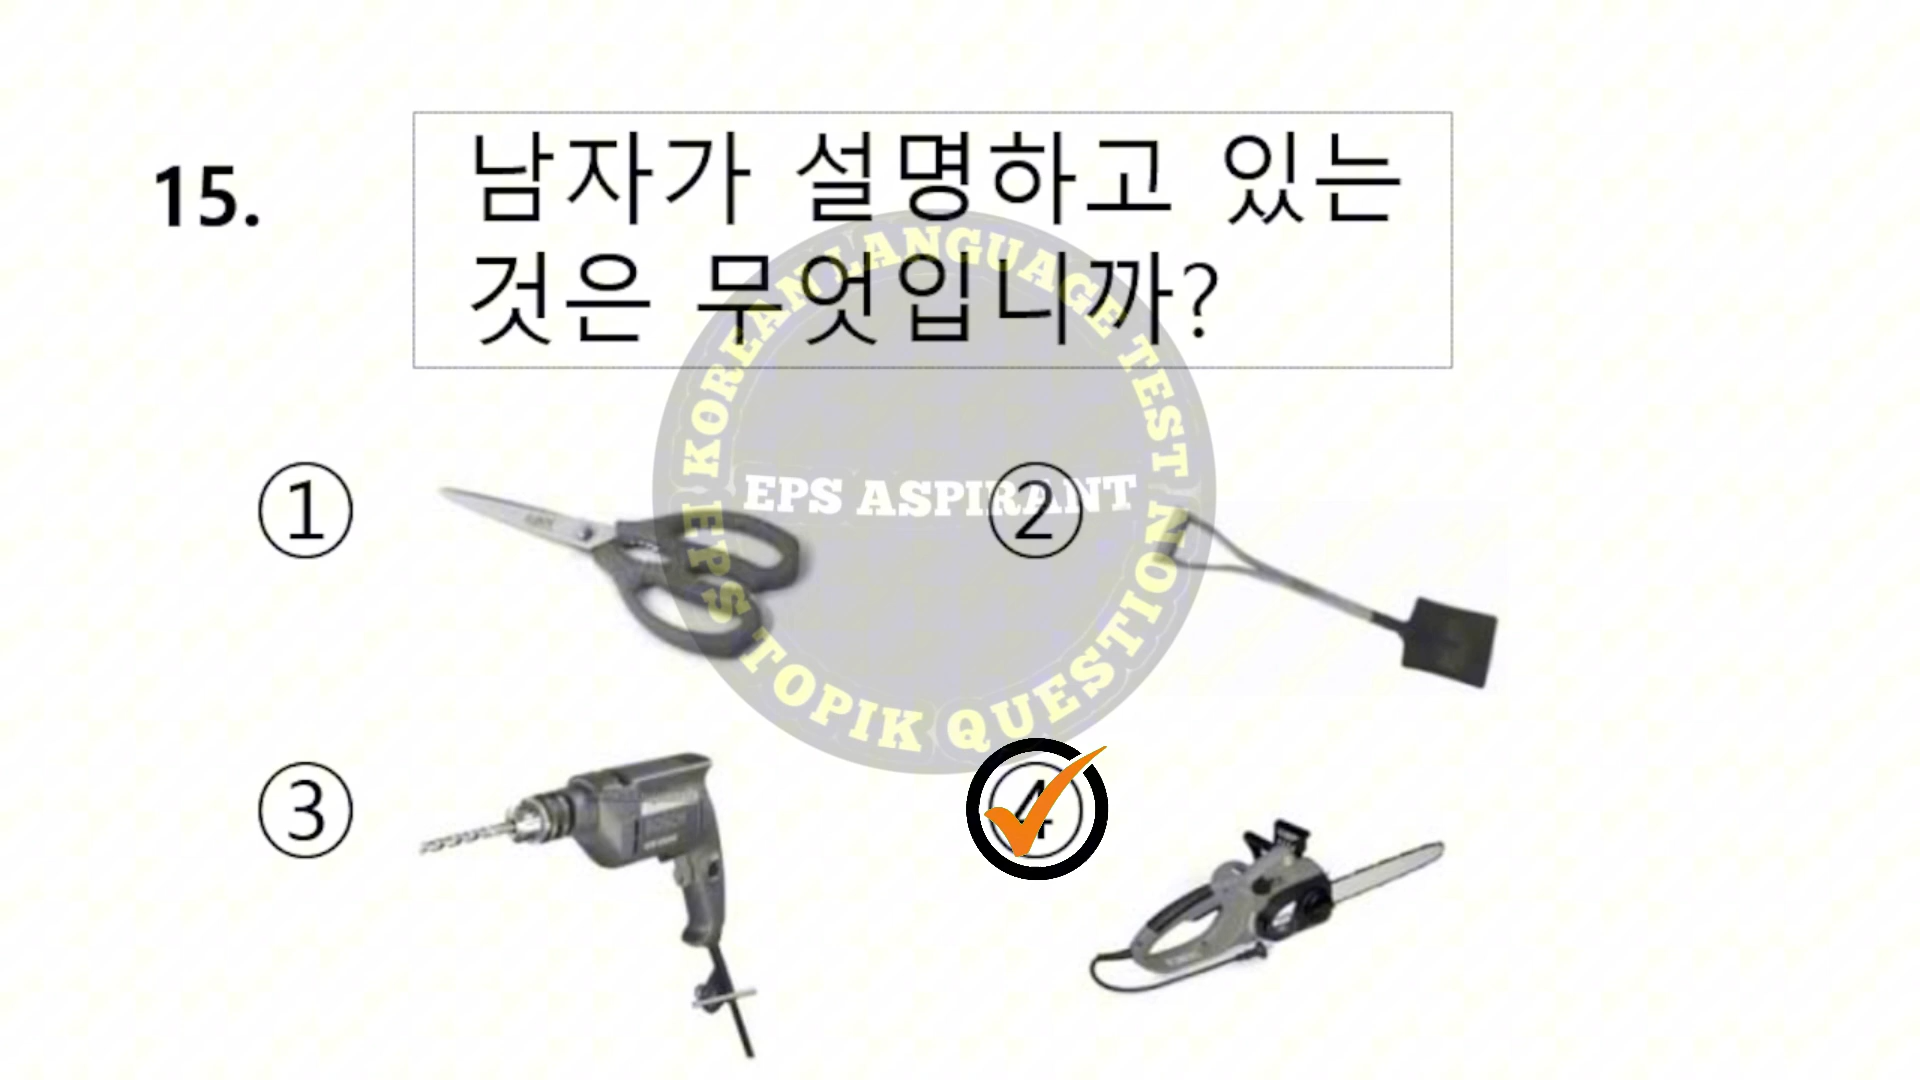 15.
남자가 설명하고 있는
것은 무엇입니까?
EPS TOPIK QUESTION KOREAN LANGUAGE TEST
EPS ASPIRANT
①
②
③
④